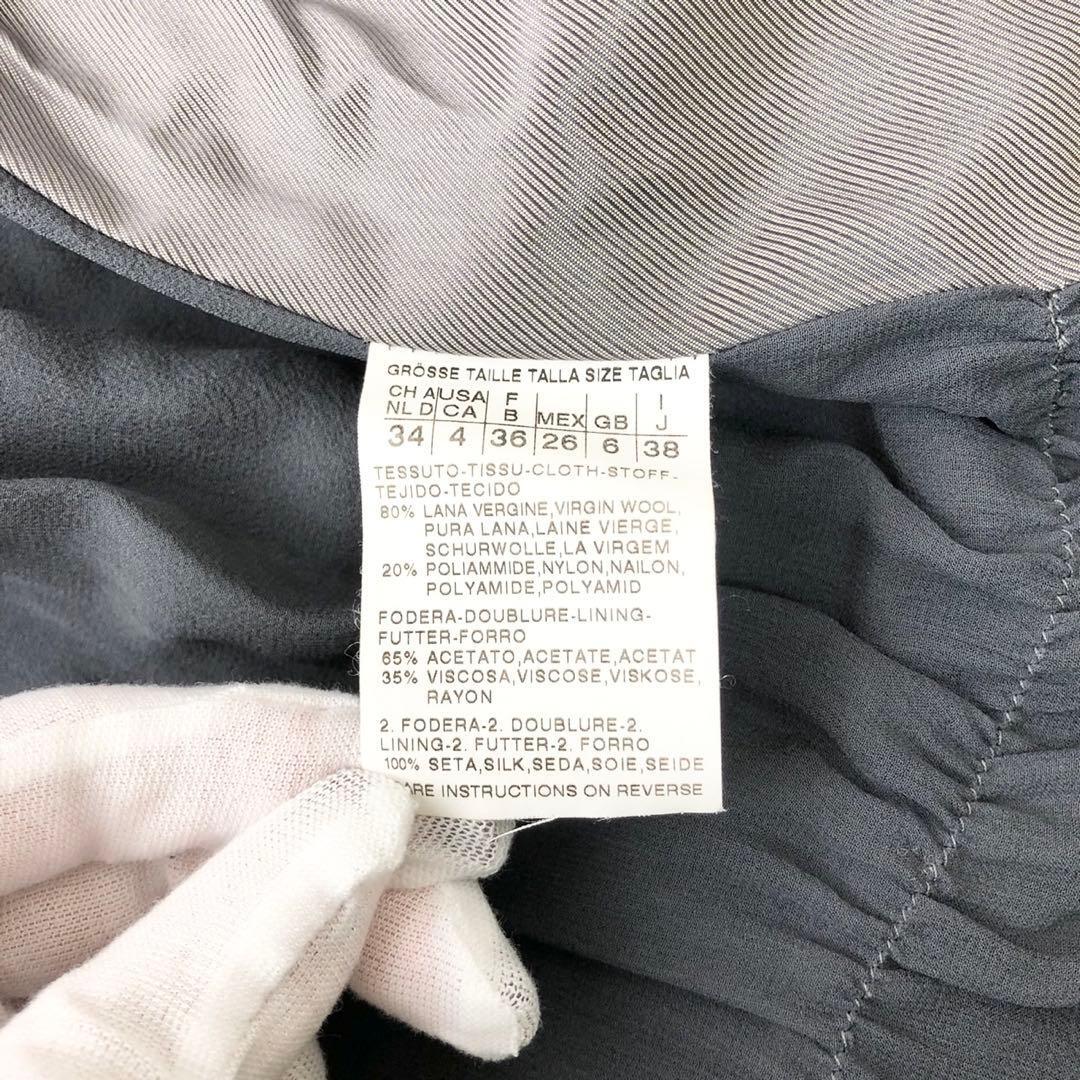 GRÖSSE TAILLE TALLA SIZE TAGLIA
CH A USA F I
NL D CA B MEX GB J
34 4 36 26 6 38
TESSUTO-TISSU-CLOTH-STOFF-
TEJIDO-TECIDO
80% LANA VERGINE,VIRGIN WOOL,
PURA LANA,LAINE VIERGE,
SCHURWOLLE,LA VIRGEM
20% POLIAMMIDE,NYLON,NAILON,
POLYAMIDE,POLYAMID
FODERA-DOUBLURE-LINING-
FUTTER-FORRO
65% ACETATO,ACETATE,ACETAT
35% VISCOSA,VISCOSE,VISKOSE,
RAYON
2. FODERA-2. DOUBLURE-2.
LINING-2. FUTTER-2. FORRO
100% SETA,SILK,SEDA,SOIE,SEIDE
ARE INSTRUCTIONS ON REVERSE